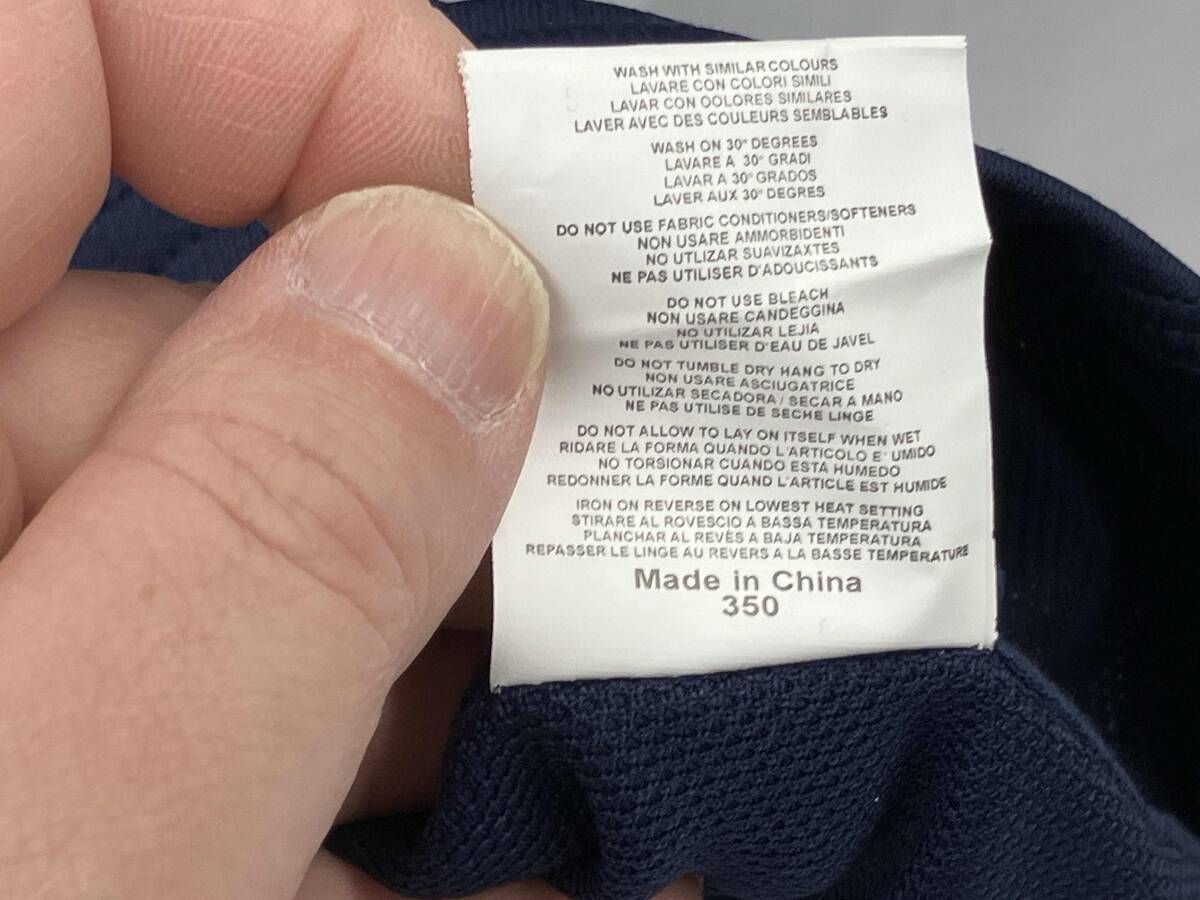 WASH WITH SIMILAR COLOURS
LAVARE CON COLORI SIMILI
LAVAR CON OOLORES SIMILARES
LAVER AVEC DES COULEURS SEMBLABLES
WASH ON 30° DEGREES
LAVARE A 30° GRADI
LAVAR A 30° GRADOS
LAVER AUX 30° DEGRES
DO NOT USE FABRIC CONDITIONERS/SOFTENERS
NON USARE AMMORBIDENTI
NO UTLIZAR SUAVIZAXTES
NE PAS UTILISER D'ADOUCISSANTS
DO NOT USE BLEACH
NON USARE CANDEGGINA
NO UTILIZAR LEJIA
NE PAS UTILISER D'EAU DE JAVEL
DO NOT TUMBLE DRY HANG TO DRY
NON USARE ASCIUGATRICE
NO UTILIZAR SECADORA / SECAR A MANO
NE PAS UTILISE DE SECHE LINGE
DO NOT ALLOW TO LAY ON ITSELF WHEN WET
RIDARE LA FORMA QUANDO L'ARTICOLO E' UMIDO
NO TORSIONAR CUANDO ESTA HUMEDO
REDONNER LA FORME QUAND L'ARTICLE EST HUMIDE
IRON ON REVERSE ON LOWEST HEAT SETTING
STIRARE AL ROVESCIO A BASSA TEMPERATURA
PLANCHAR AL REVÈS A BAJA TEMPERATURA
REPASSER LE LINGE AU REVERS A LA BASSE TEMPERATURE
Made in China
350